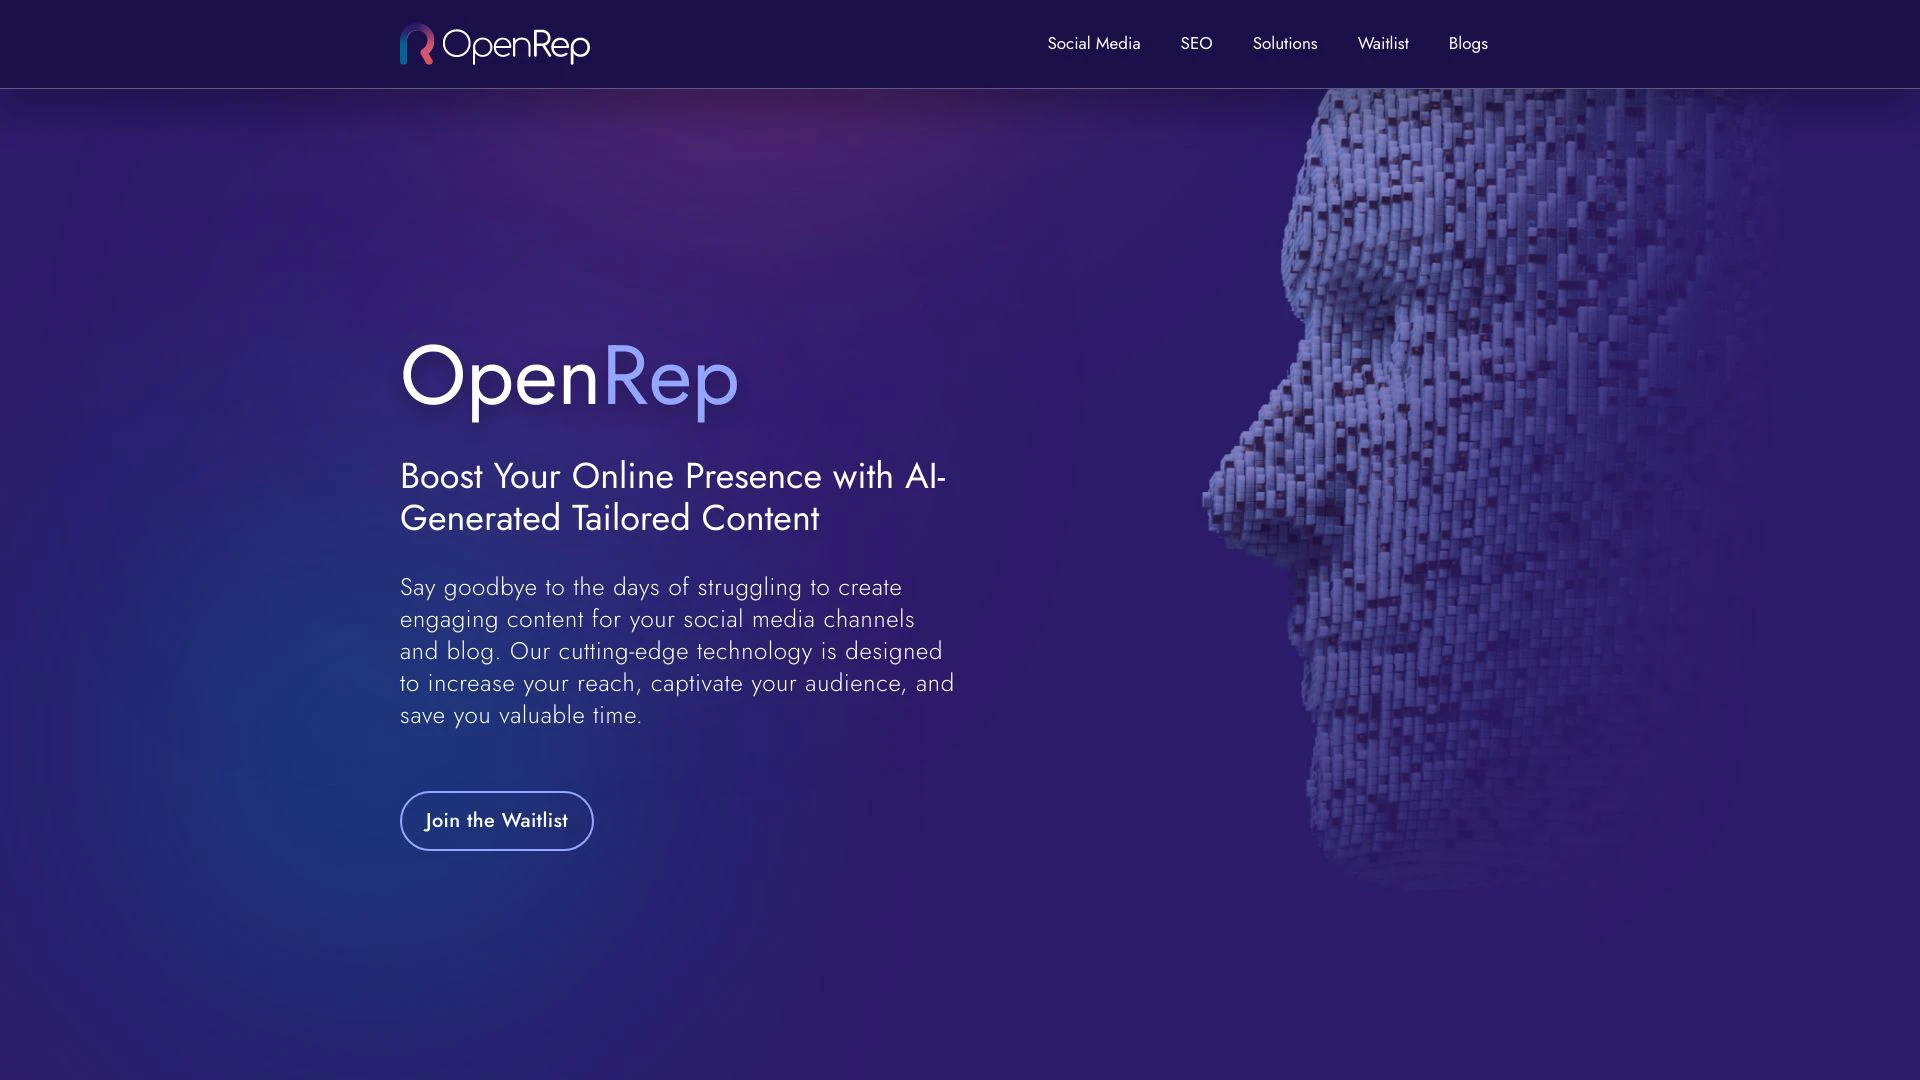 OpenRep
Social Media
SEO
Solutions
Waitlist
Blogs
OpenRep
Boost Your Online Presence with AI-
Generated Tailored Content
Say goodbye to the days of struggling to create
engaging content for your social media channels
and blog. Our cutting-edge technology is designed
to increase your reach, captivate your audience, and
save you valuable time.
Join the Waitlist